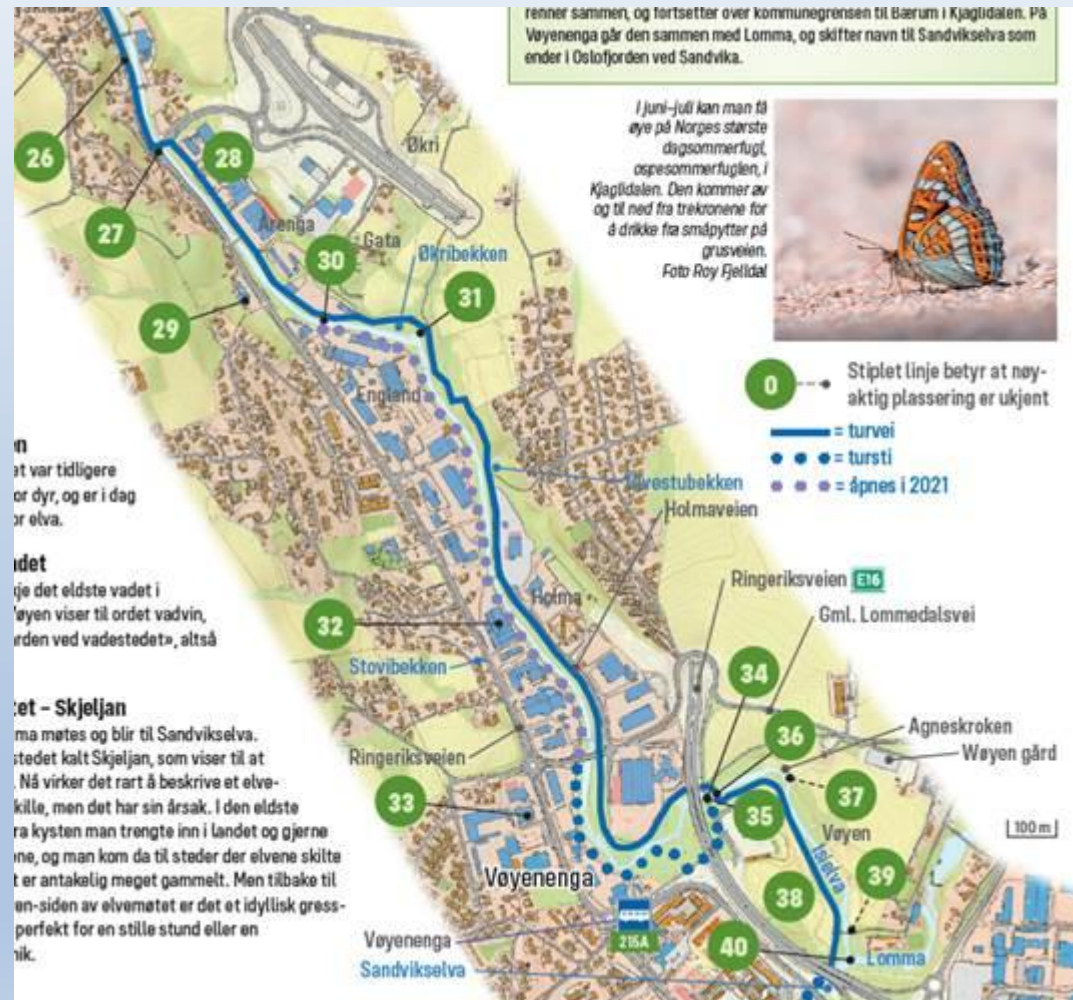 renner sammen, og fortsetter over kommunegrensen til Bærum i Kjaglidalen. På
Vøyenenga går den sammen med Lomma, og skifter navn til Sandvikselva som
ender i Oslofjorden ved Sandvika.
I juni-juli kan man få
øye på Norges største
dagsommerfugl,
ospesommerfuglen, i
Kjaglidalen. Den kommer av
og til ned fra trekronene for
å drikke fra småpytter på
grusveien.
Foto Roy Fjelldal
0
Stiplet linje betyr at nøy-
aktig plassering er ukjent
= turvei
= tursti
= åpnes i 2021
26
27
28
Økri
Arenga
Gata
29
30
Økribekken
31
England
Holmaveien
Holma
32
Stovibekken
Ringeriksveien E16
Gml. Lommedalsvei
34
36
Agneskroken
Wøyen gård
35
37
Vøyen
100 m
Ringeriksveien
33
Vøyenenga
Iselva
38
39
Vøyenenga
215A
40
Lomma
Sandvikselva
en
et var tidligere
or dyr, og er i dag
or elva.
adet
kje det eldste vadet i
Vøyen viser til ordet vadvin,
arden ved vadestedet», altså
tet – Skjeljan
ma møtes og blir til Sandvikselva.
stedet kalt Skjeljan, som viser til at
. Nå virker det rart å beskrive et elve-
kille, men det har sin årsak. I den eldste
ra kysten man trengte inn i landet og gjerne
ene, og man kom da til steder der elvene skilte
t er antakelig meget gammelt. Men tilbake til
en-siden av elvemøtet er det et idyllisk gress-
perfekt for en stille stund eller en
nik.